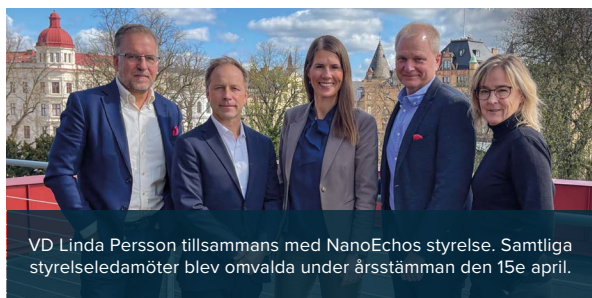 VD Linda Persson tillsammans med NanoEchos styrelse. Samtliga
styrelseledamöter blev omvalda under årsstämman den 15e april.